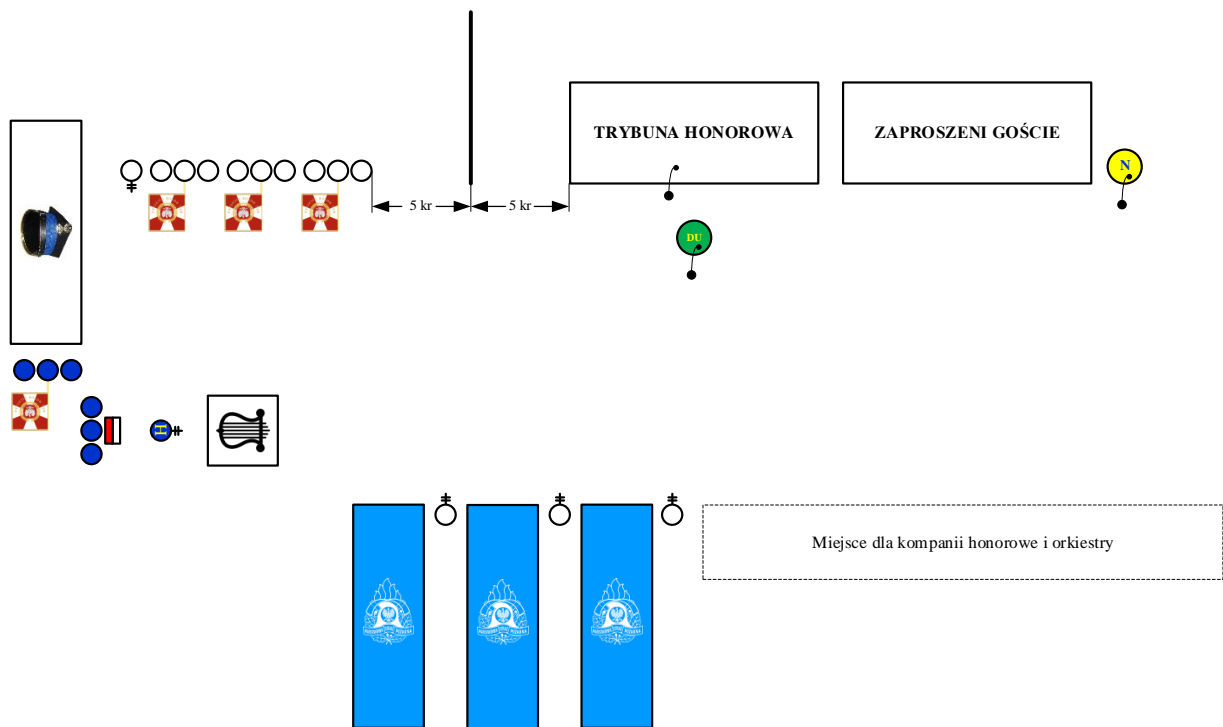 TRYBUNA HONOROWA
ZAPROSZENI GOŚCIE
N
5 kr
5 kr
DU
H
Miejsce dla kompanii honorowe i orkiestry